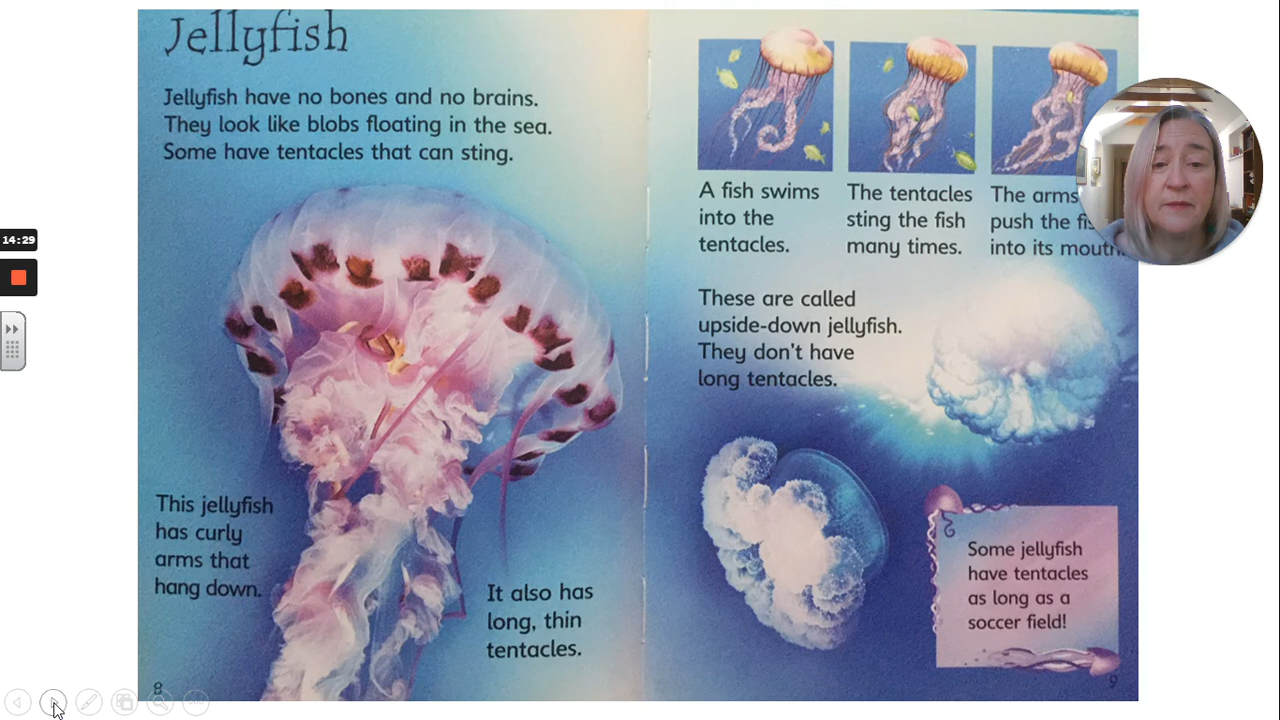 Jellyfish
Jellyfish have no bones and no brains.
They look like blobs floating in the sea.
Some have tentacles that can sting.
This jellyfish
has curly
arms that
hang down.
It also has
long, thin
tentacles.
8
A fish swims
into the
tentacles.
The tentacles
sting the fish
many times.
The arms
push the
into its mouth.
These are called
upside-down jellyfish.
They don't have
long tentacles.
Some jellyfish
have tentacles
as long as a
soccer field!
9
14:29